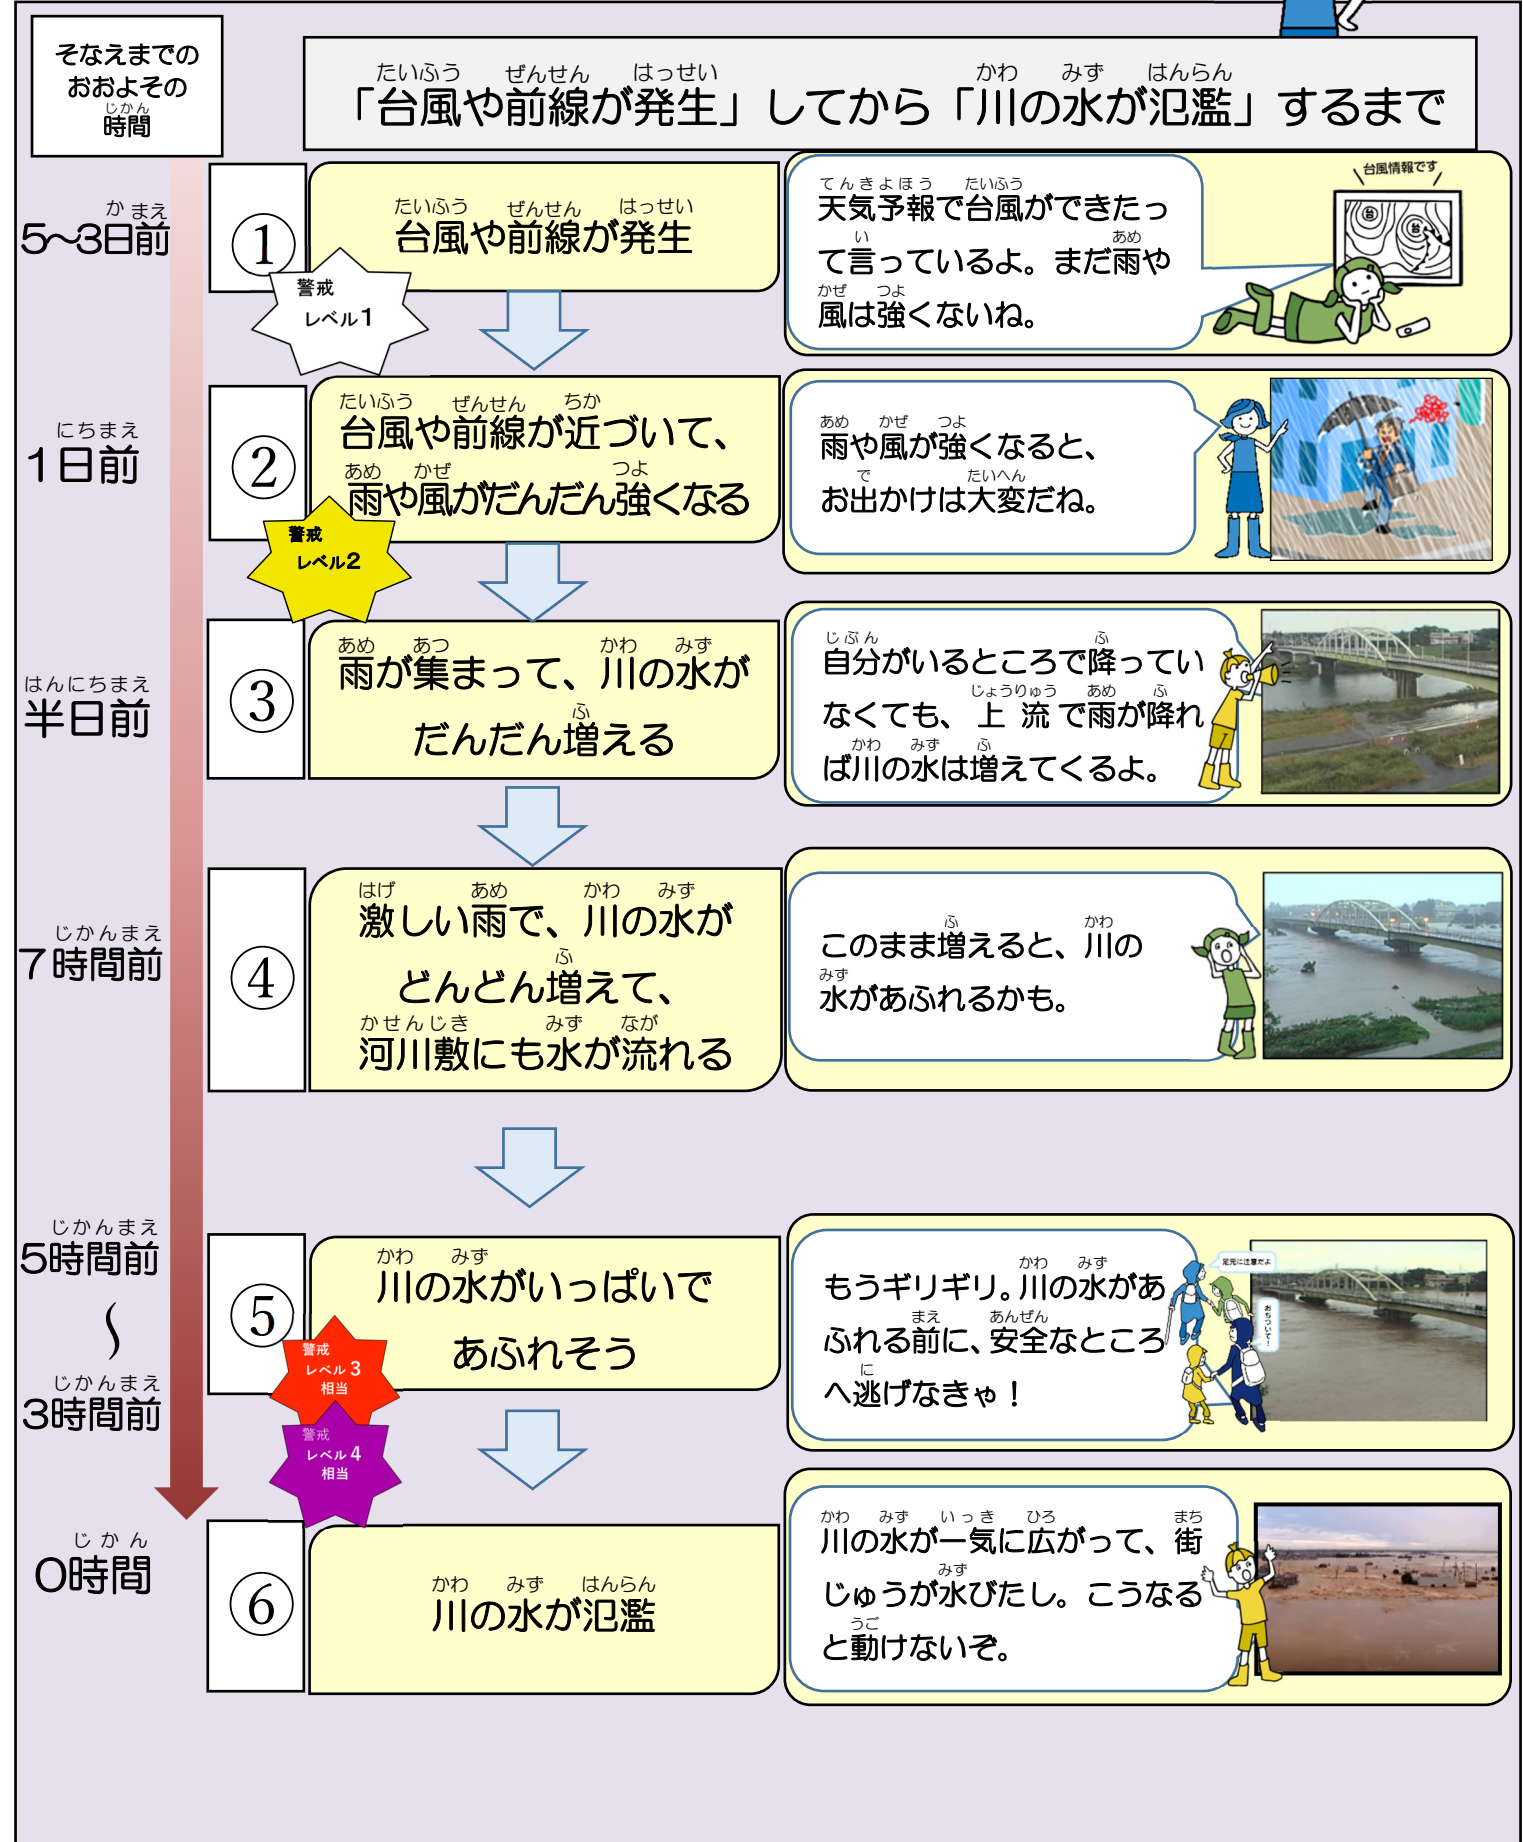 そなえまでの
おおよその
じかん
時間
たいふう ぜんせん はっせい かわ みず はんらん
「台風や前線が発生」してから「川の水が氾濫」するまで
か まえ
5~3日前
①
たいふう ぜんせん はっせい
台風や前線が発生
警戒
レベル1
てんきよほう たいふう
天気予報で台風ができたっ
い あめ
て言っているよ。まだ雨や
かぜ つよ
風は強くないね。
台風情報です
台
台
にちまえ
1日前
②
たいふう ぜんせん ちか
台風や前線が近づいて、
あめ かぜ つよ
雨や風がだんだん強くなる
警戒
レベル2
あめ かぜ つよ
雨や風が強くなると、
で たいへん
お出かけは大変だね。
はんにちまえ
半日前
③
あめ あつ かわ みず
雨が集まって、川の水が
ふ
だんだん増える
じぶん ふ
自分がいるところで降ってい
じょうりゅう あめ ふ
なくても、上流で雨が降れ
かわ みず ふ
ば川の水は増えてくるよ。
じかんまえ
7時間前
④
はげ あめ かわ みず
激しい雨で、川の水が
ふ
どんどん増えて、
かせんじき みず なが
河川敷にも水が流れる
ふ かわ
このまま増えると、川の
みず
水があふれるかも。
じかんまえ
5時間前
〜
じかんまえ
3時間前
⑤
かわ みず
川の水がいっぱいで
あふれそう
警戒
レベル3
相当
警戒
レベル4
相当
かわ みず
もうギリギリ。川の水があ
まえ あんぜん
ふれる前に、安全なところ
に
へ逃げなきゃ！
足元に注意だよ
おちついて！
じかん
0時間
⑥
かわ みず はんらん
川の水が氾濫
かわ みず いっき ひろ まち
川の水が一気に広がって、街
みず
じゅうが水びたし。こうなる
うご
と動けないぞ。